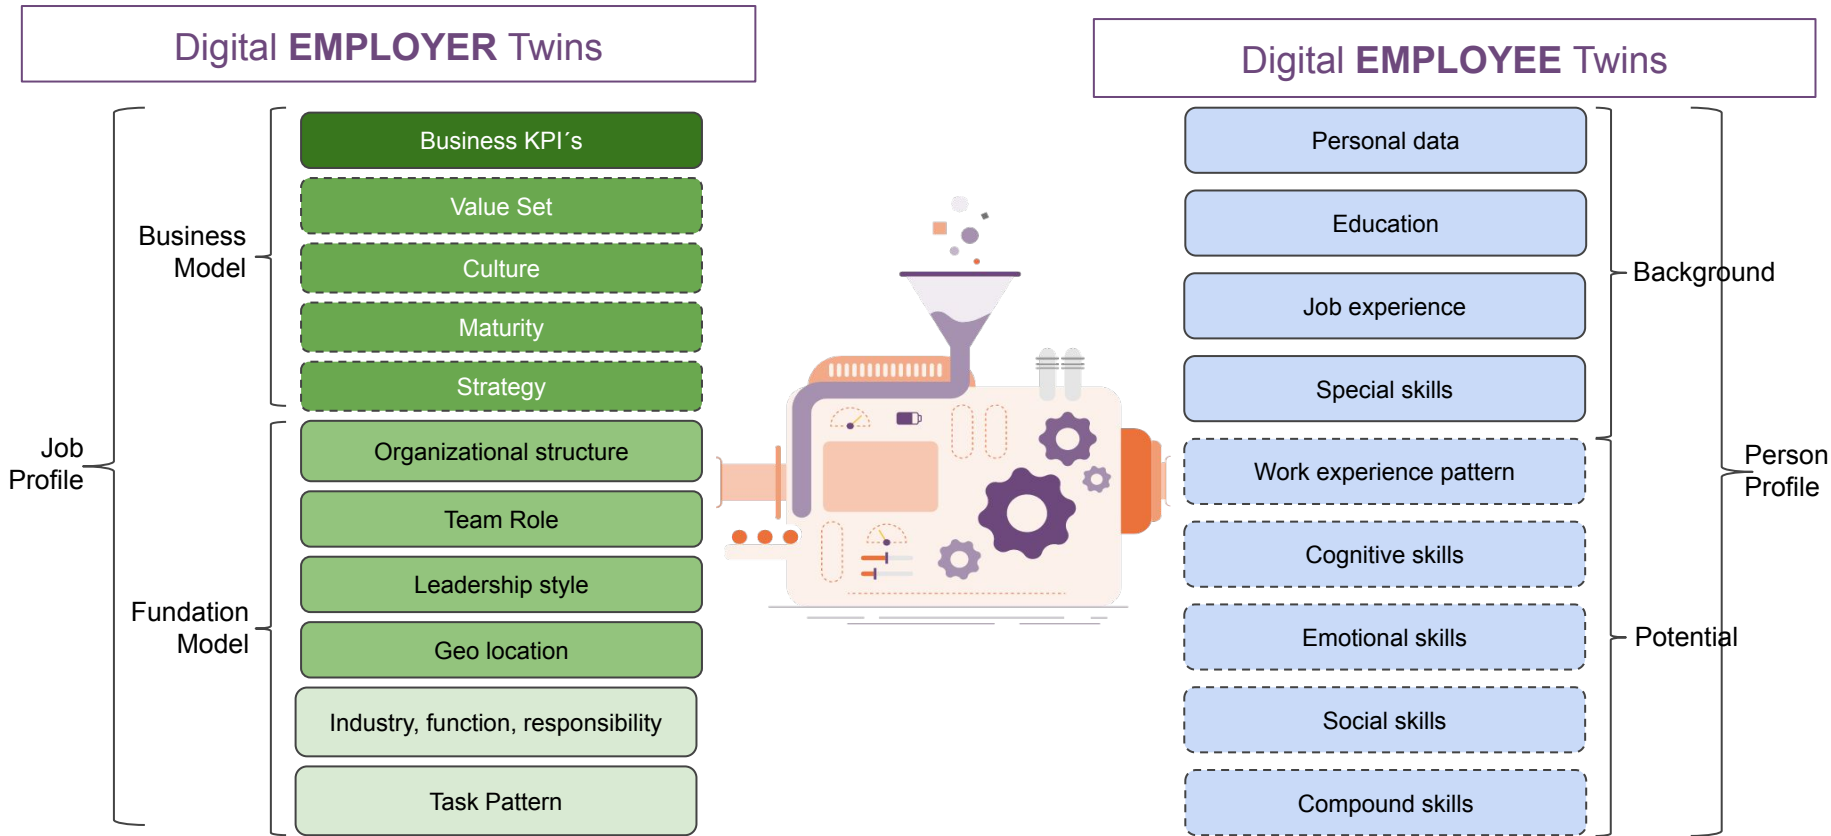 Digital EMPLOYER Twins
Job
Profile
Business
Model
Business KPI´s
Value Set
Culture
Maturity
Strategy
Fundation
Model
Organizational structure
Team Role
Leadership style
Geo location
Industry, function, responsibility
Task Pattern
Digital EMPLOYEE Twins
Personal data
Education
Job experience
Special skills
Background
Work experience pattern
Cognitive skills
Emotional skills
Social skills
Compound skills
Potential
Person
Profile